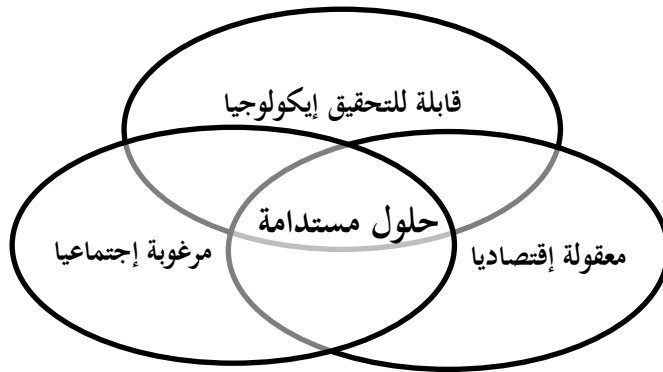 قابلة للتحقيق إيكولوجيا
حلول مستدامة
معقولة إقتصاديا
مرغوبة إجتماعيا